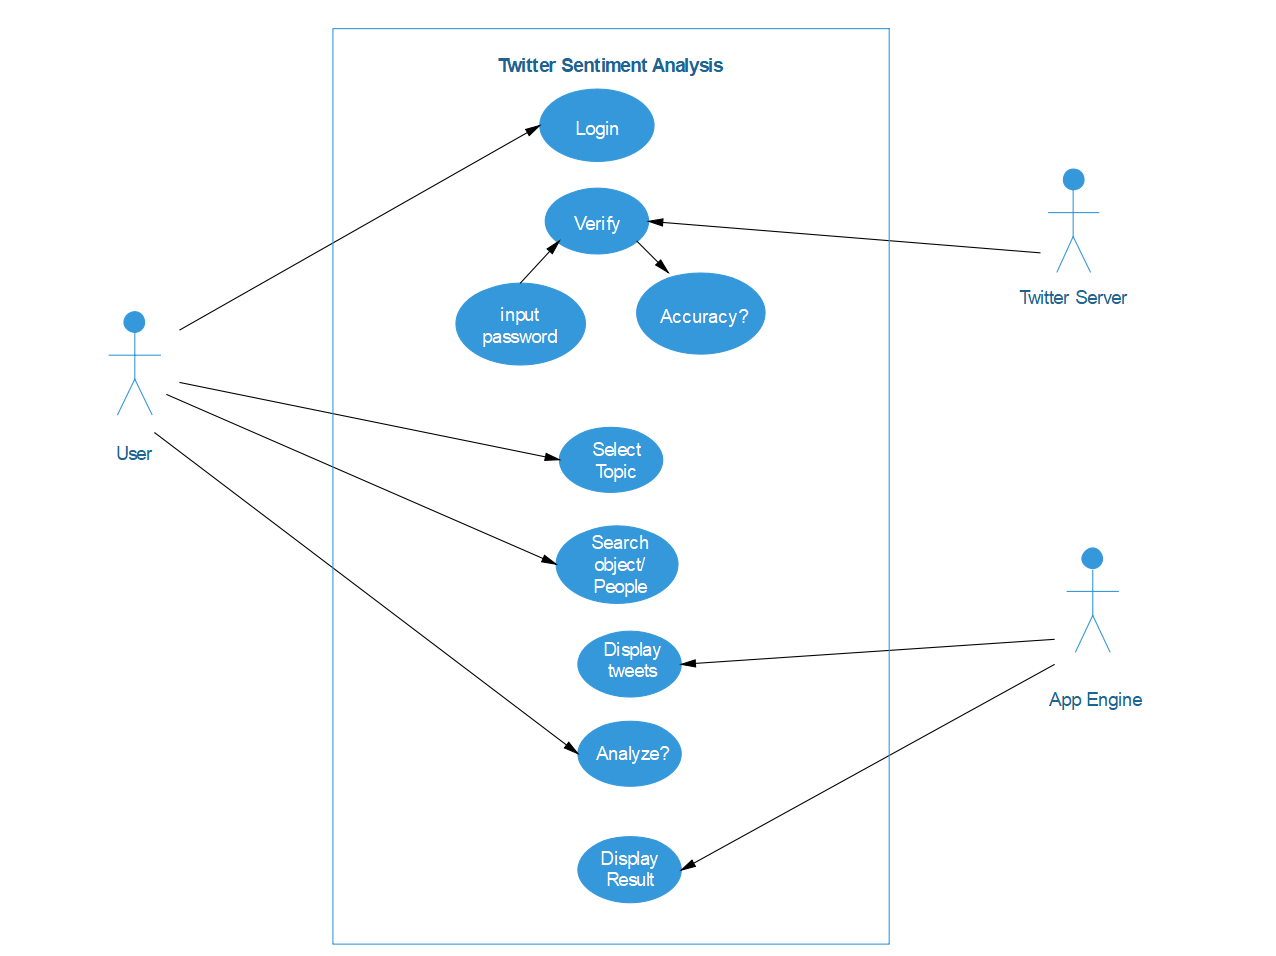 Twitter Sentiment Analysis
Login
Verify
input
password
Accuracy?
Twitter Server
User
Select
Topic
Search
object/
People
Display
tweets
App Engine
Analyze?
Display
Result